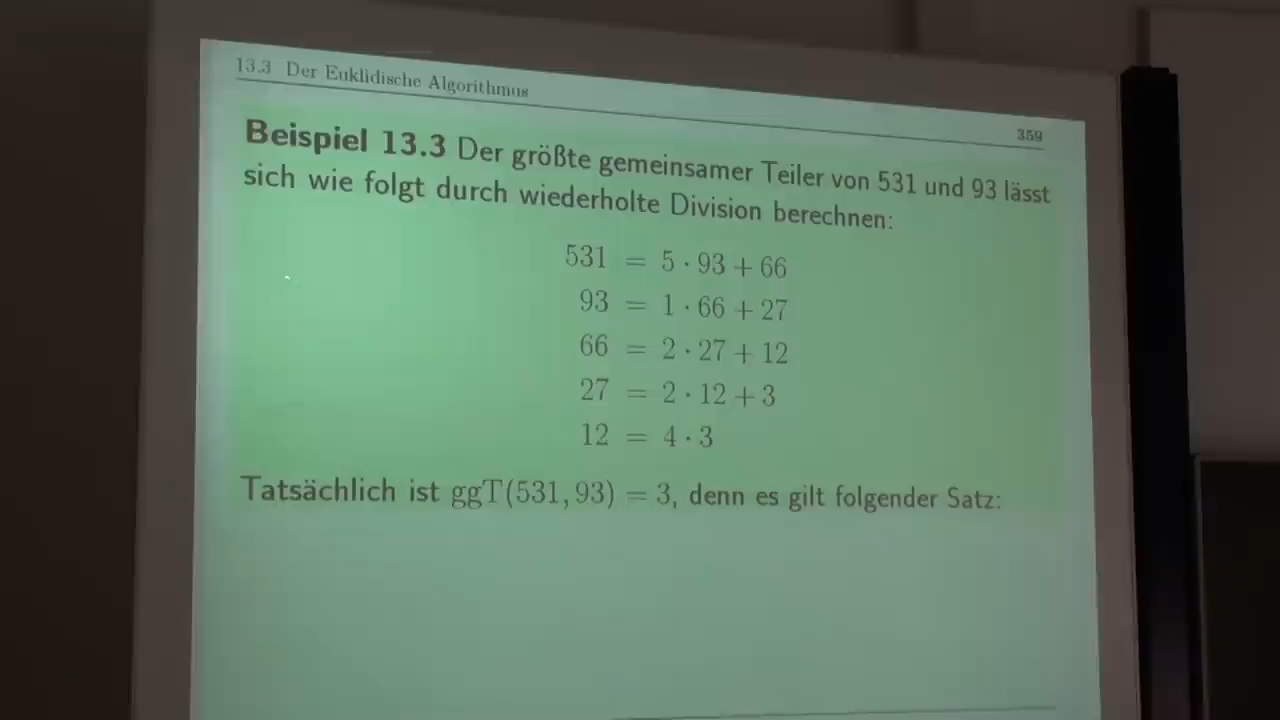 13.3 Der Euklidische Algorithmus
359
Beispiel 13.3 Der größte gemeinsamer Teiler von 531 und 93 lässt
sich wie folgt durch wiederholte Division berechnen:
531 = 5 · 93 + 66
93 = 1 · 66 + 27
66 = 2 · 27 + 12
27 = 2 · 12 + 3
12 = 4 · 3
Tatsächlich ist ggT(531, 93) = 3, denn es gilt folgender Satz: